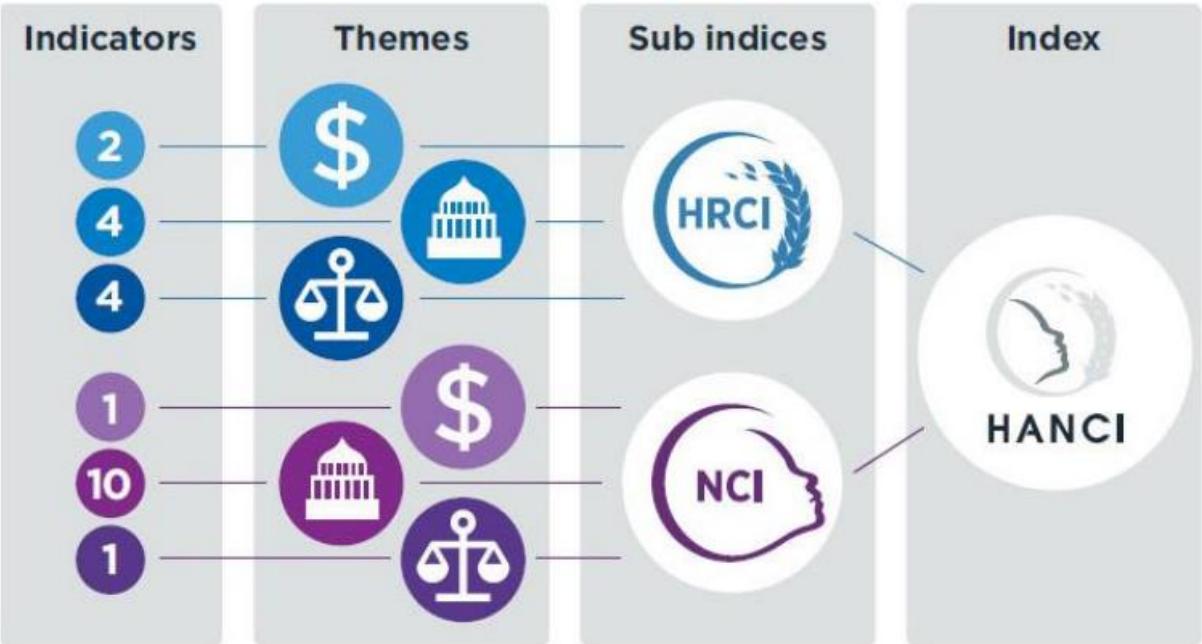 Indicators
Themes
Sub indices
Index
2
$
4
HRCI
4
1
$
HANCI
10
NCI
1